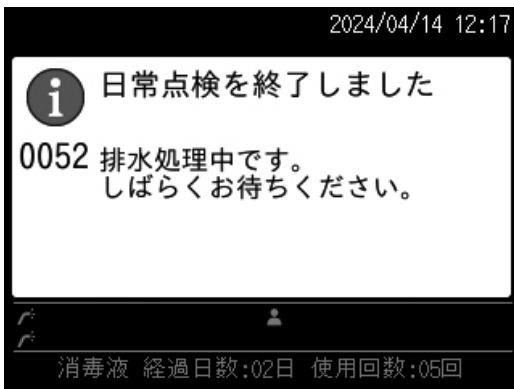 2024/04/14 12:17
日常点検を終了しました
0052 排水処理中です。
しばらくお待ちください。
消毒液 経過日数:02日 使用回数:05回